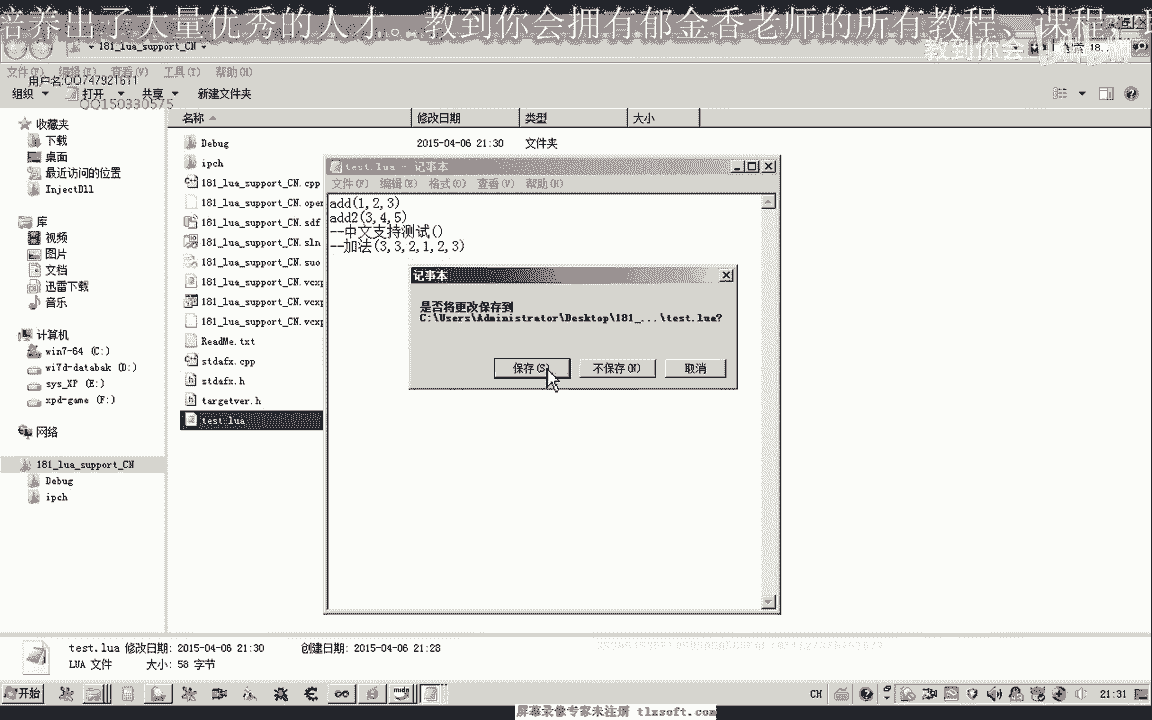 培养出了大量优秀的人才。教到你会拥有郁金香老师的所有教程、课程,
181_lua_support_CN
教到你会
文件(F) 编辑(E) 查看(V) 工具(T) 帮助(H)
用户名:QQ747921611
组织 打开 共享 新建文件夹
QQ150330575
名称 修改日期 类型 大小
收藏夹
下载
桌面
最近访问的位置
InjectDll
库
视频
图片
文档
迅雷下载
音乐
计算机
win7-64 (C:)
wi7d-databak (D:)
sys_XP (E:)
xpd-game (F:)
网络
181_lua_support_CN
Debug
ipch
Debug 2015-04-06 21:30 文件夹
ipch
181_lua_support_CN.cpp
181_lua_support_CN.open
181_lua_support_CN.sdf
181_lua_support_CN.sln
181_lua_support_CN.suo
181_lua_support_CN.vcxp
181_lua_support_CN.vcxp
181_lua_support_CN.vcxp
ReadMe.txt
stdafx.cpp
stdafx.h
targetver.h
test.lua
test.lua - 记事本
文件(F) 编辑(E) 格式(O) 查看(V) 帮助(H)
add(1,2,3)
add2(3,4,5)
--中文支持测试()
--加法(3,3,2,1,2,3)
记事本
是否将更改保存到
C:\Users\Administrator\Desktop\181_...\test.lua?
保存(S) 不保存(N) 取消
test.lua 修改日期: 2015-04-06 21:30 创建日期: 2015-04-06 21:28
LUA 文件 大小: 58 字节
开始 CH 21:31
屏幕录像专家未注册 tlxsoft.com